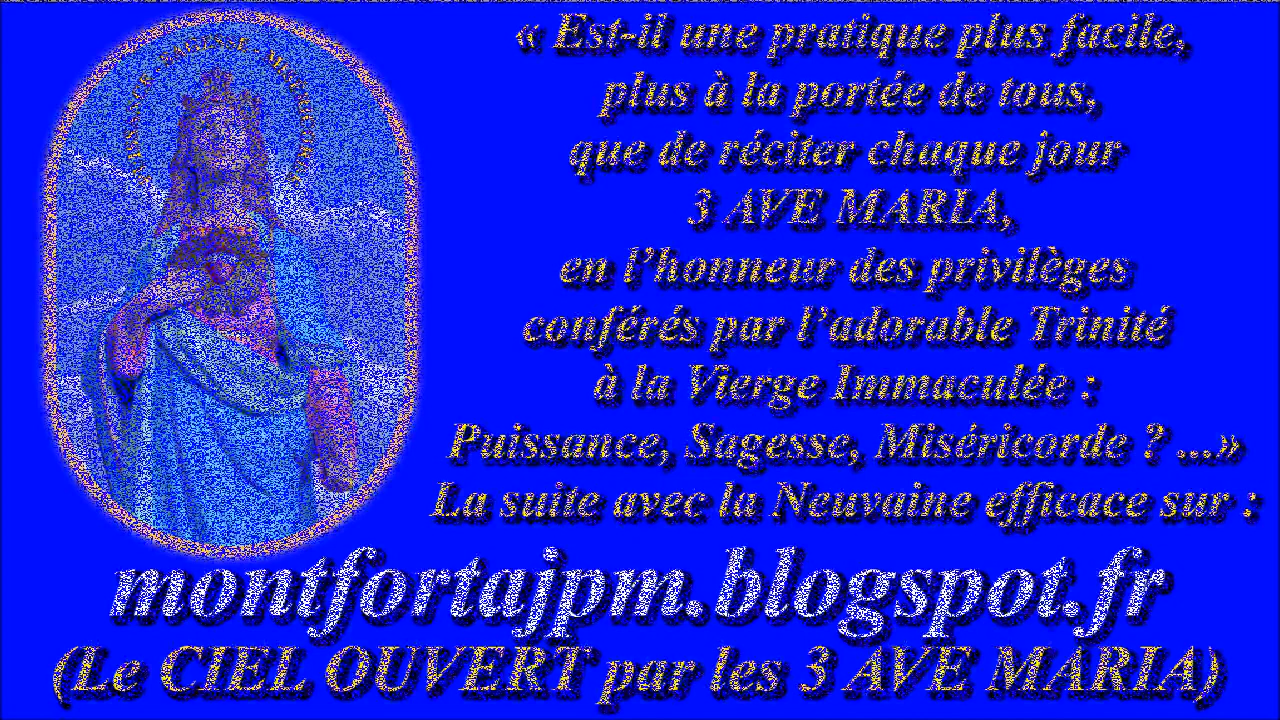 « Est-il une pratique plus facile,
plus à la portée de tous,
que de réciter chaque jour
3 AVE MARIA,
en l’honneur des privilèges
conférés par l’adorable Trinité
à la Vierge Immaculée :
Puissance, Sagesse, Miséricorde ? ...»
La suite avec la Neuvaine efficace sur :
montfortajpm.blogspot.fr
(Le CIEL OUVERT par les 3 AVE MARIA)